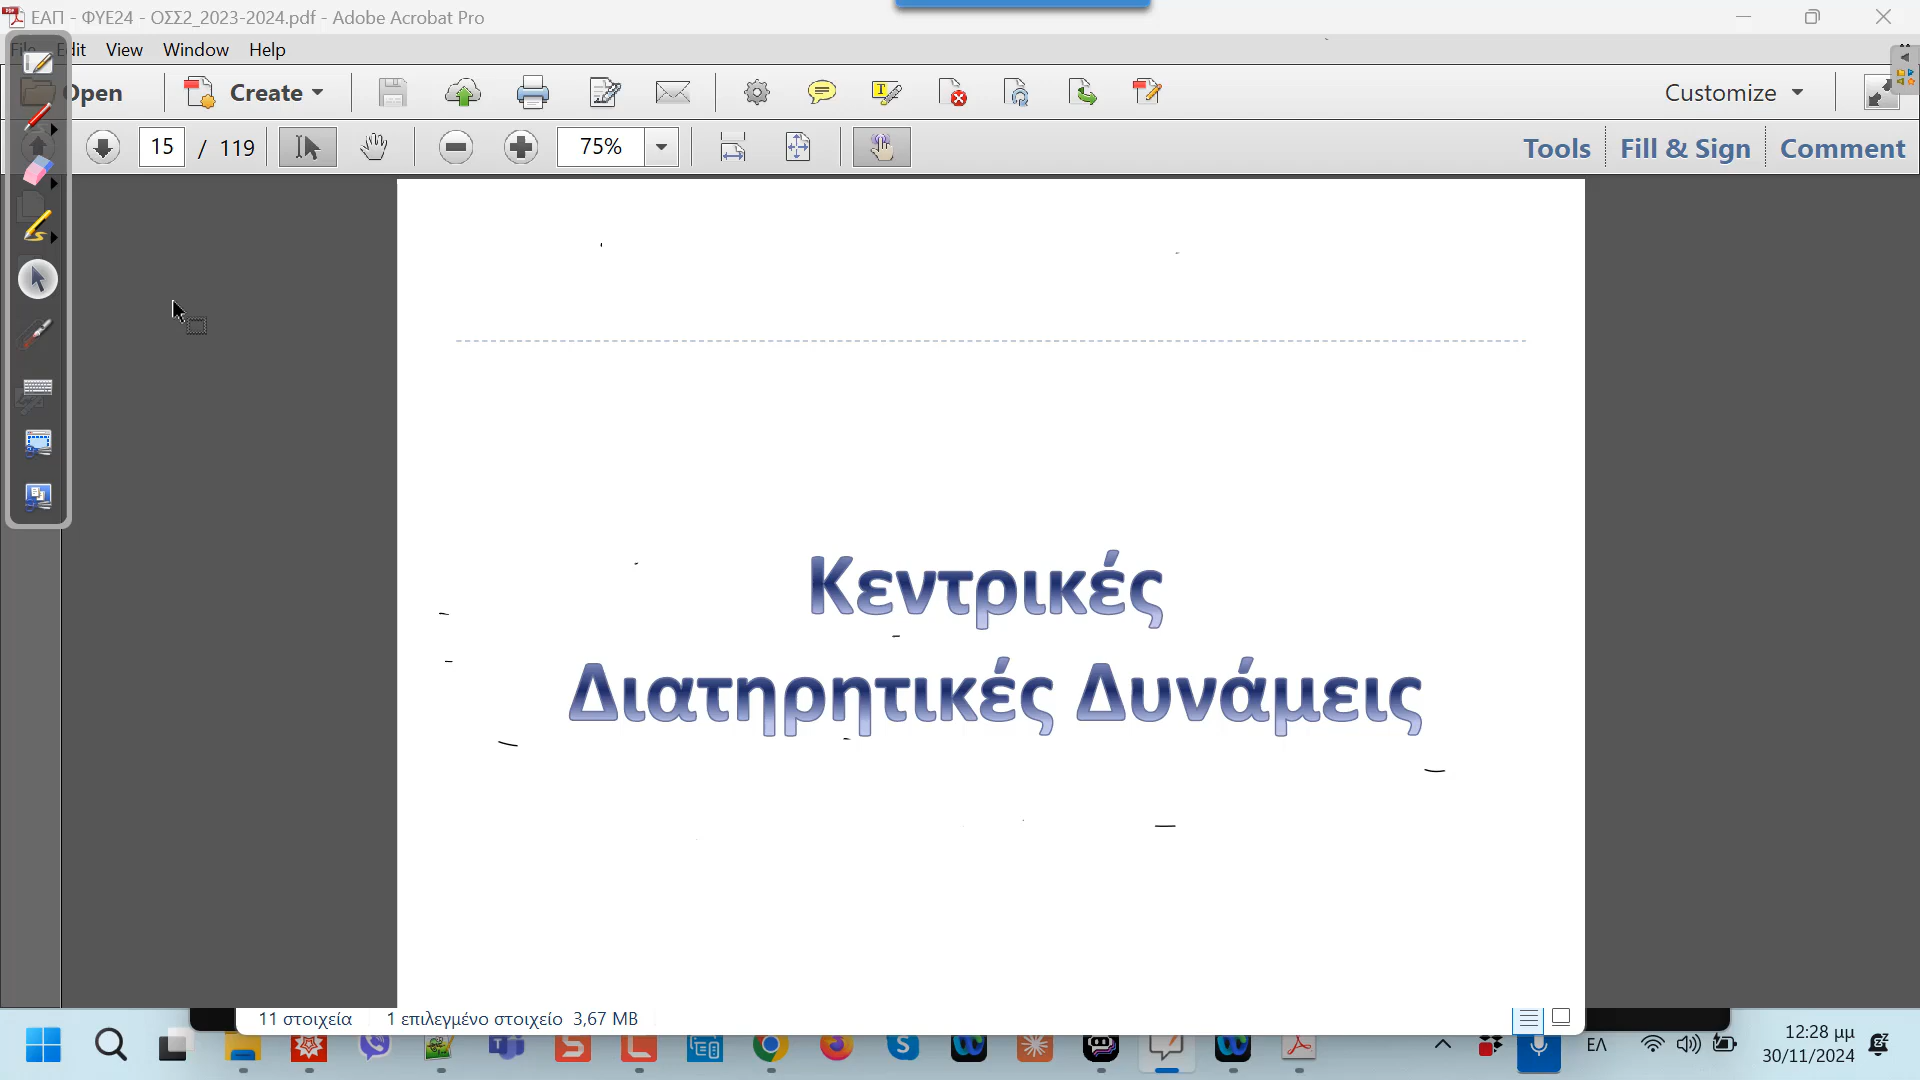 ΕΑΠ - ΦΥΕ24 - ΟΣΣ2_2023-2024.pdf - Adobe Acrobat Pro
Edit View Window Help
Open Create Customize
15 / 119 75% Tools Fill & Sign Comment
Κεντρικές
Διατηρητικές Δυνάμεις
11 στοιχεία 1 επιλεγμένο στοιχείο 3,67 MB
ΕΛ 12:28 μμ
30/11/2024